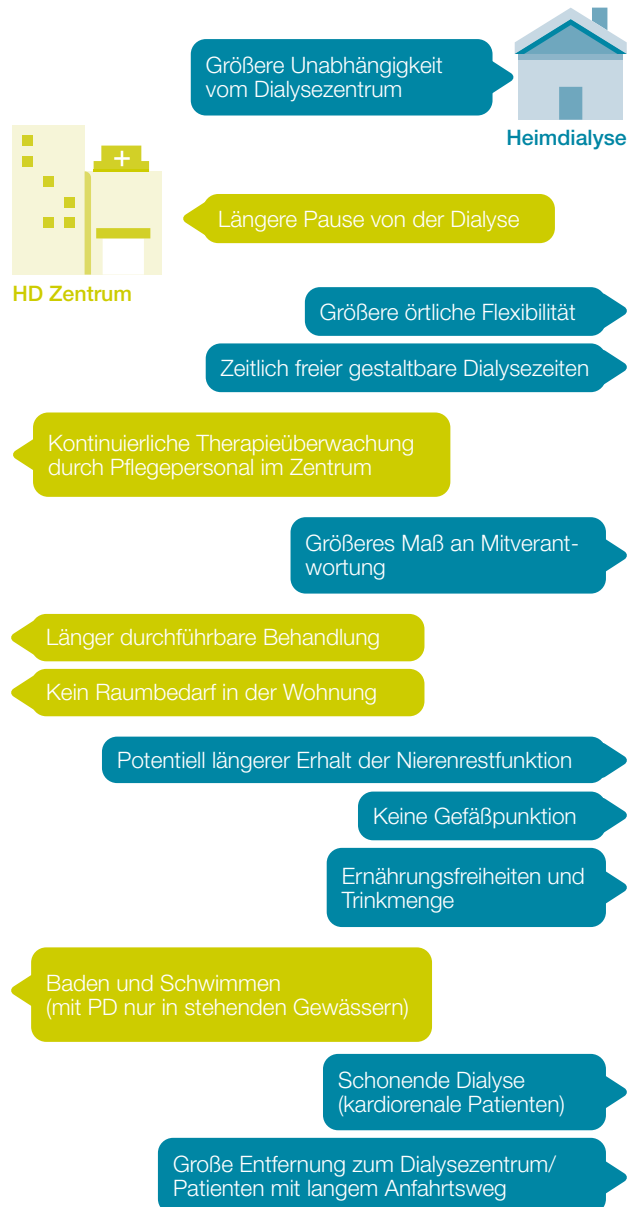 Größere Unabhängigkeit
vom Dialysezentrum
Heimdialyse
Längere Pause von der Dialyse
HD Zentrum
Größere örtliche Flexibilität
Zeitlich freier gestaltbare Dialysezeiten
Kontinuierliche Therapieüberwachung
durch Pflegepersonal im Zentrum
Größeres Maß an Mitverant-
wortung
Länger durchführbare Behandlung
Kein Raumbedarf in der Wohnung
Potentiell längerer Erhalt der Nierenrestfunktion
Keine Gefäßpunktion
Ernährungsfreiheiten und
Trinkmenge
Baden und Schwimmen
(mit PD nur in stehenden Gewässern)
Schonende Dialyse
(kardiorenale Patienten)
Große Entfernung zum Dialysezentrum/
Patienten mit langem Anfahrtsweg